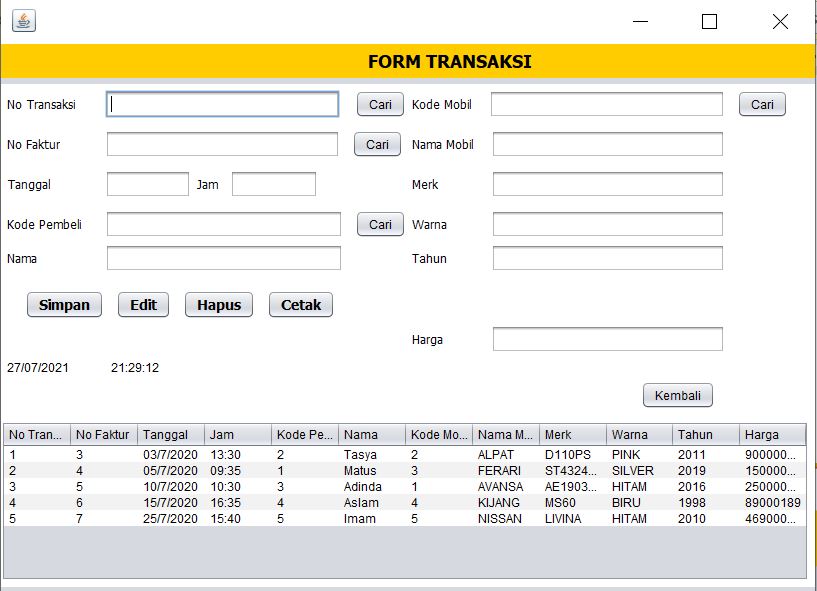 FORM TRANSAKSI
No Transaksi Cari Kode Mobil Cari
No Faktur Cari Nama Mobil
Tanggal Jam Merk
Kode Pembeli Cari Warna
Nama Tahun
Simpan Edit Hapus Cetak
Harga
27/07/2021 21:29:12
Kembali
No Tran... No Faktur Tanggal Jam Kode Pe... Nama Kode Mo... Nama M... Merk Warna Tahun Harga
1 3 03/7/2020 13:30 2 Tasya 2 ALPAT D110PS PINK 2011 900000...
2 4 05/7/2020 09:35 1 Matus 3 FERARI ST4324... SILVER 2019 150000...
3 5 10/7/2020 10:30 3 Adinda 1 AVANSA AE1903... HITAM 2016 250000...
4 6 15/7/2020 16:35 4 Aslam 4 KIJANG MS60 BIRU 1998 89000189
5 7 25/7/2020 15:40 5 Imam 5 NISSAN LIVINA HITAM 2010 469000...